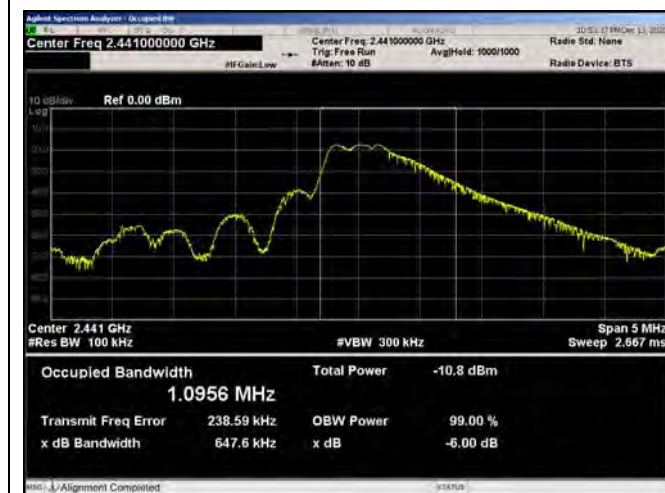 Agilent Spectrum Analyzer - Occupied BW
Center Freq 2.441000000 GHz
Center Freq: 2.441000000 GHz
Radio Std: None
Trig: Free Run
Avg|Hold: 1000/1000
#IFGain:Low
#Atten: 10 dB
Radio Device: BTS
10 dB/div
Ref 0.00 dBm
Log
Center 2.441 GHz
Span 5 MHz
#Res BW 100 kHz
#VBW 300 kHz
Sweep 2.667 ms
Occupied Bandwidth
Total Power
-10.8 dBm
1.0956 MHz
Transmit Freq Error
238.59 kHz
OBW Power
99.00 %
x dB Bandwidth
647.6 kHz
x dB
-6.00 dB
MSG
Alignment Completed
STATUS